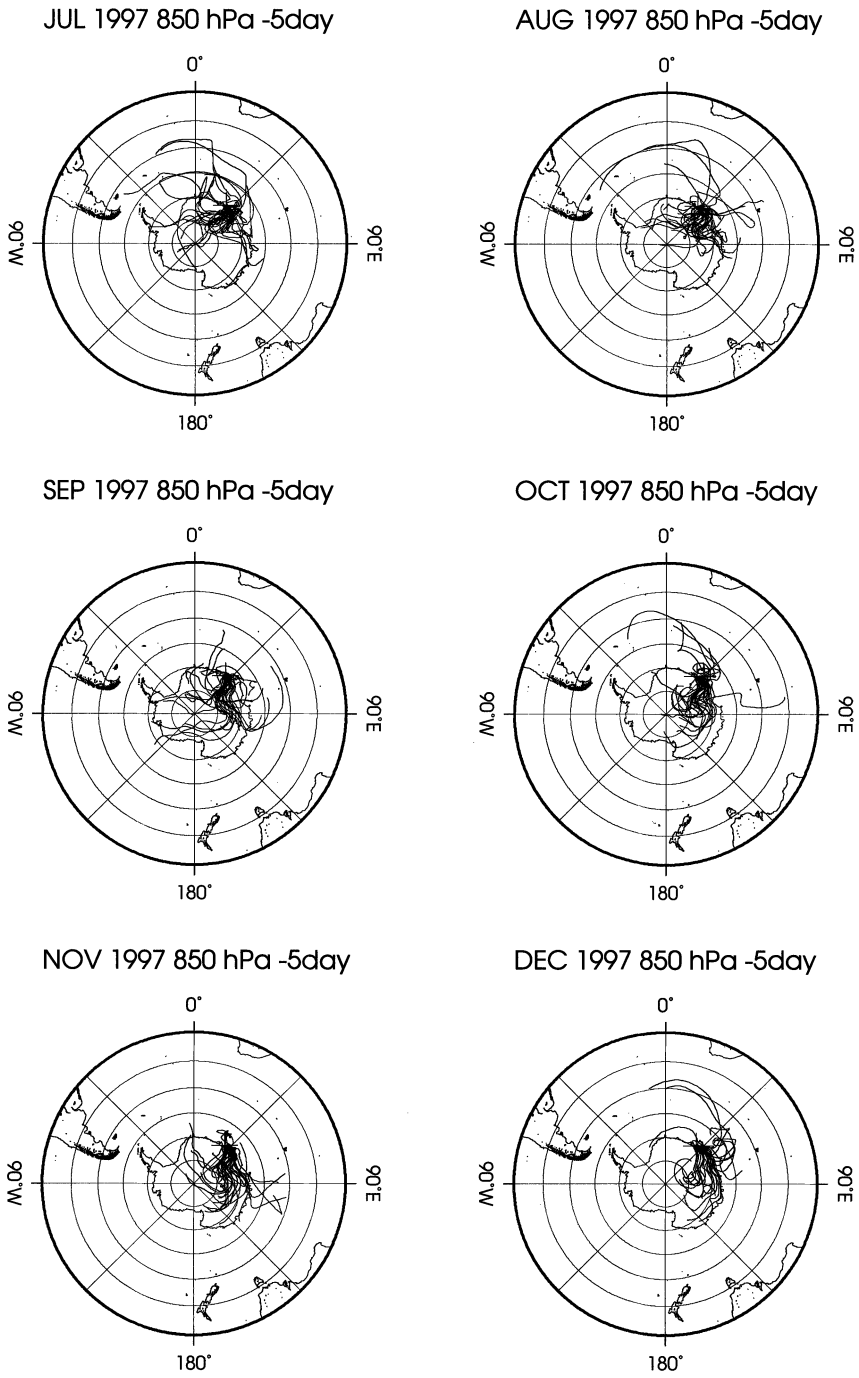 JUL 1997 850 hPa -5day
AUG 1997 850 hPa -5day
0°
0°
90°W
90°E
90°W
90°E
180°
180°
SEP 1997 850 hPa -5day
OCT 1997 850 hPa -5day
0°
0°
90°W
90°E
90°W
90°E
180°
180°
NOV 1997 850 hPa -5day
DEC 1997 850 hPa -5day
0°
0°
90°W
90°E
90°W
90°E
180°
180°